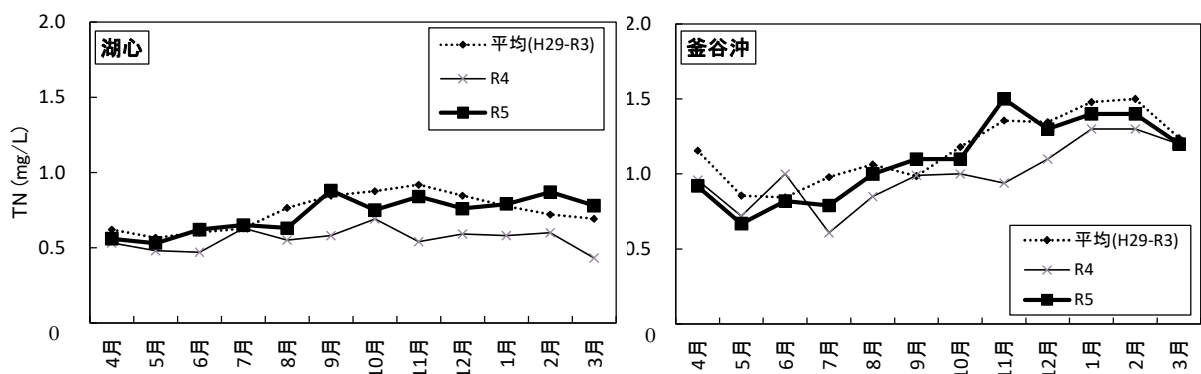 湖心
TN (mg/L)
2.0
1.5
1.0
0.5
0
平均(H29-R3)
R4
R5
4月
5月
6月
7月
8月
9月
10月
11月
12月
1月
2月
3月
釜谷沖
2.0
1.5
1.0
0.5
0
平均(H29-R3)
R4
R5
4月
5月
6月
7月
8月
9月
10月
11月
12月
1月
2月
3月